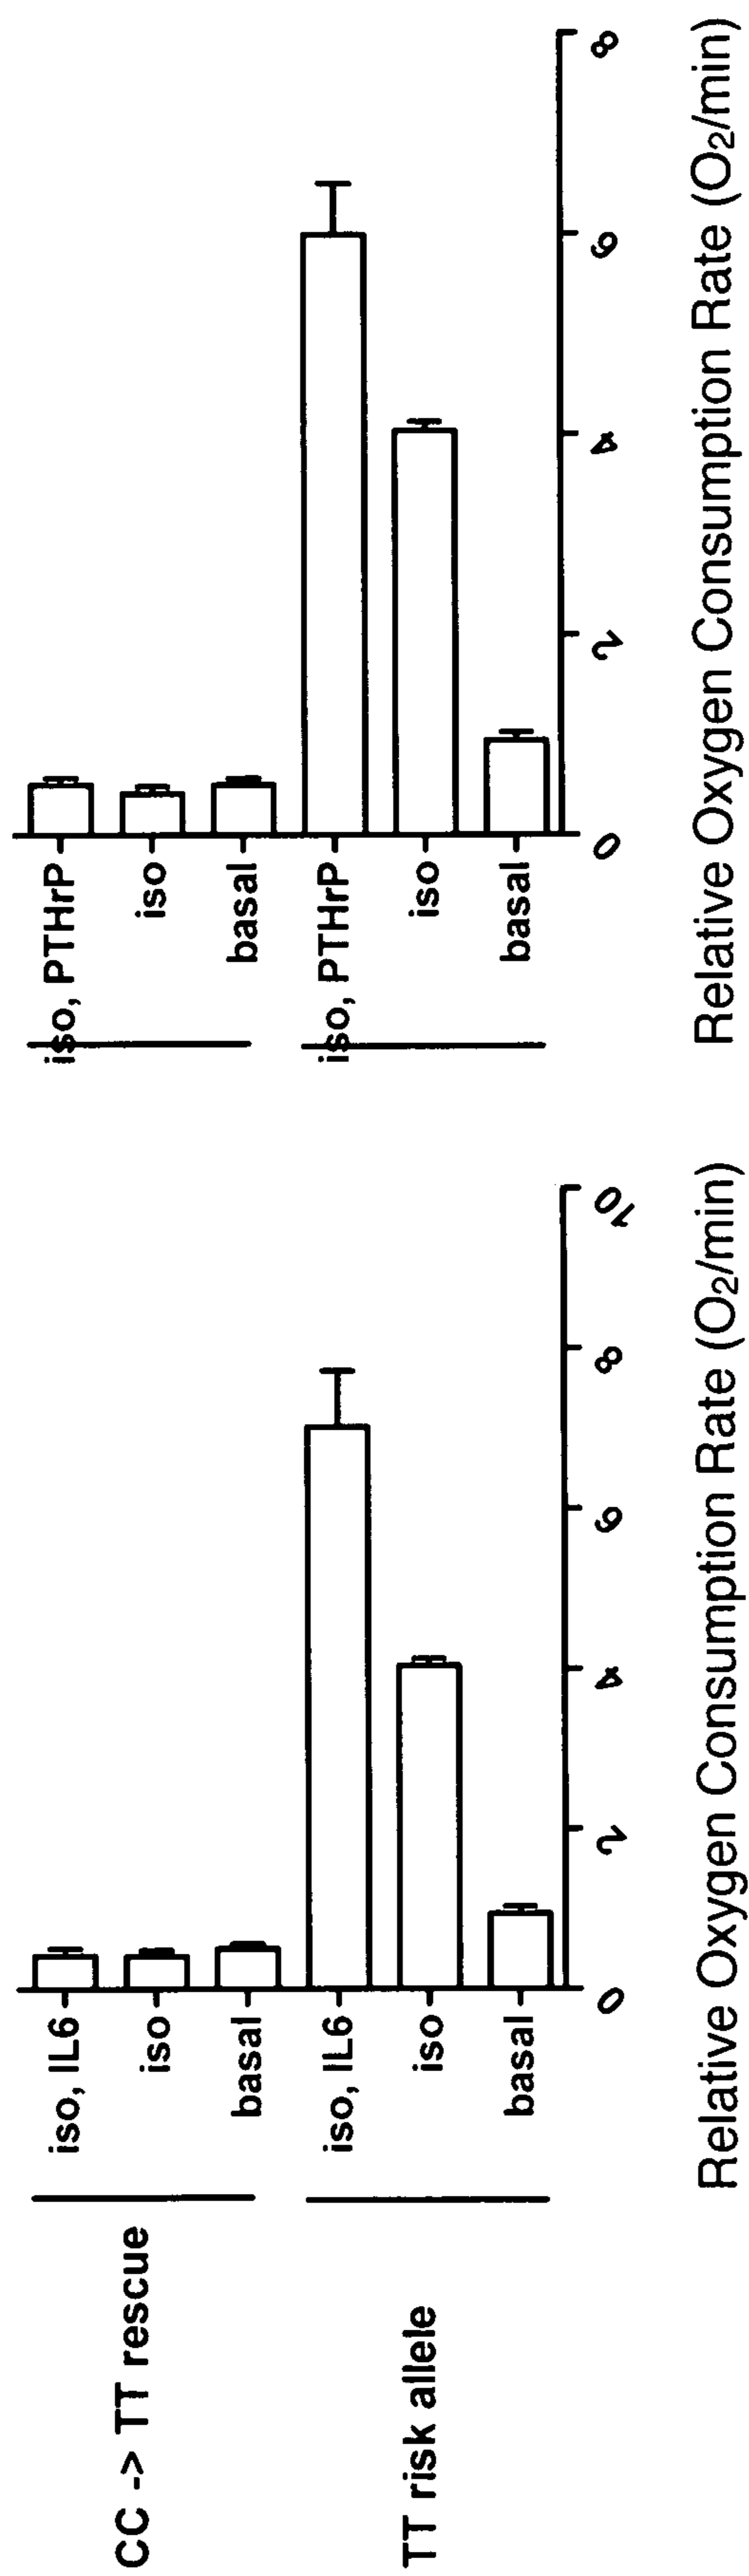 CC -> TT rescue
iso, IL6
iso
basal
TT risk allele
iso, IL6
iso
basal
0
2
4
6
8
10
Relative Oxygen Consumption Rate (O₂/min)
iso, PTHrP
iso
basal
iso, PTHrP
iso
basal
0
2
4
6
8
Relative Oxygen Consumption Rate (O₂/min)